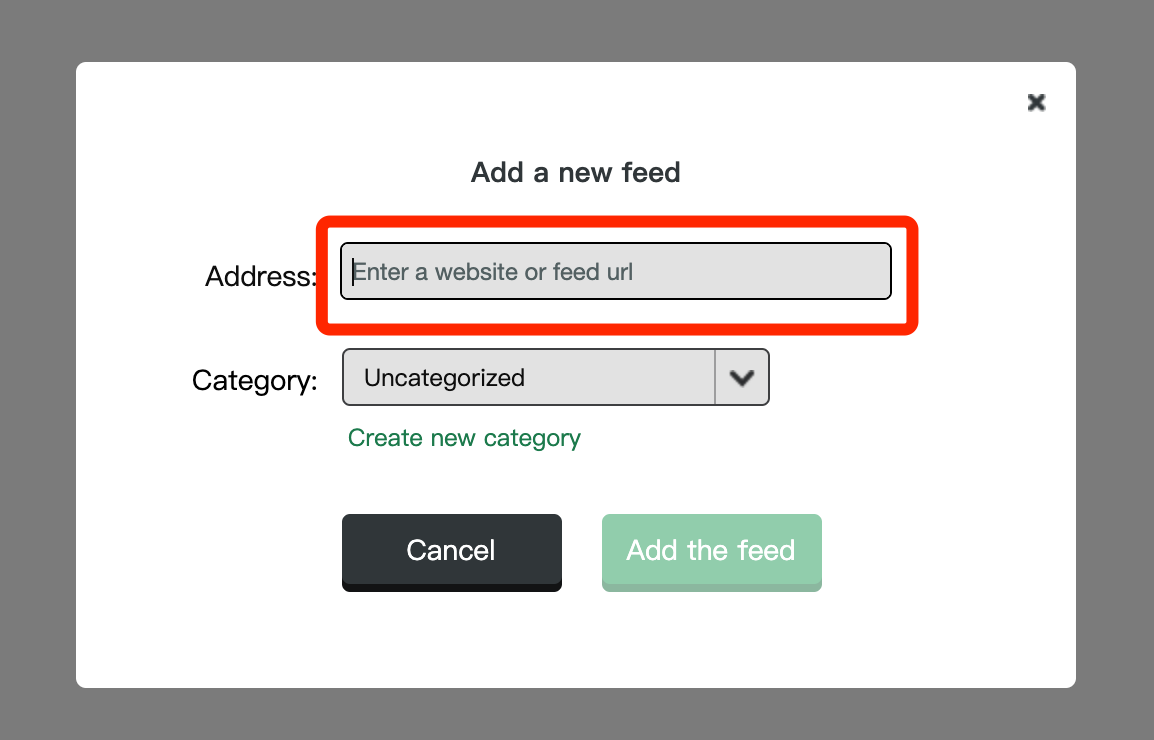 Add a new feed
Address:
Enter a website or feed url
Category:
Uncategorized
Create new category
Cancel
Add the feed